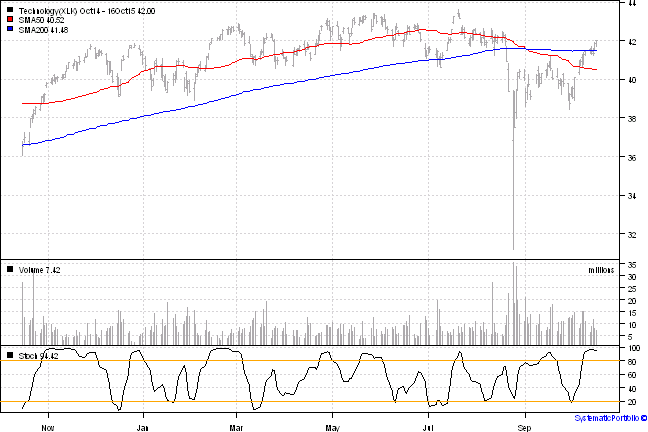 Technology(XLK) Oct14 - 16Oct15 42.00
SMA50 40.52
SMA200 41.48
44
42
40
38
36
34
32
Volume 7.42
millions
35
30
25
20
15
10
5
Stoch 94.42
100
80
60
40
20
Nov Jan Mar May Jul Sep
SystematicPortfolio ©